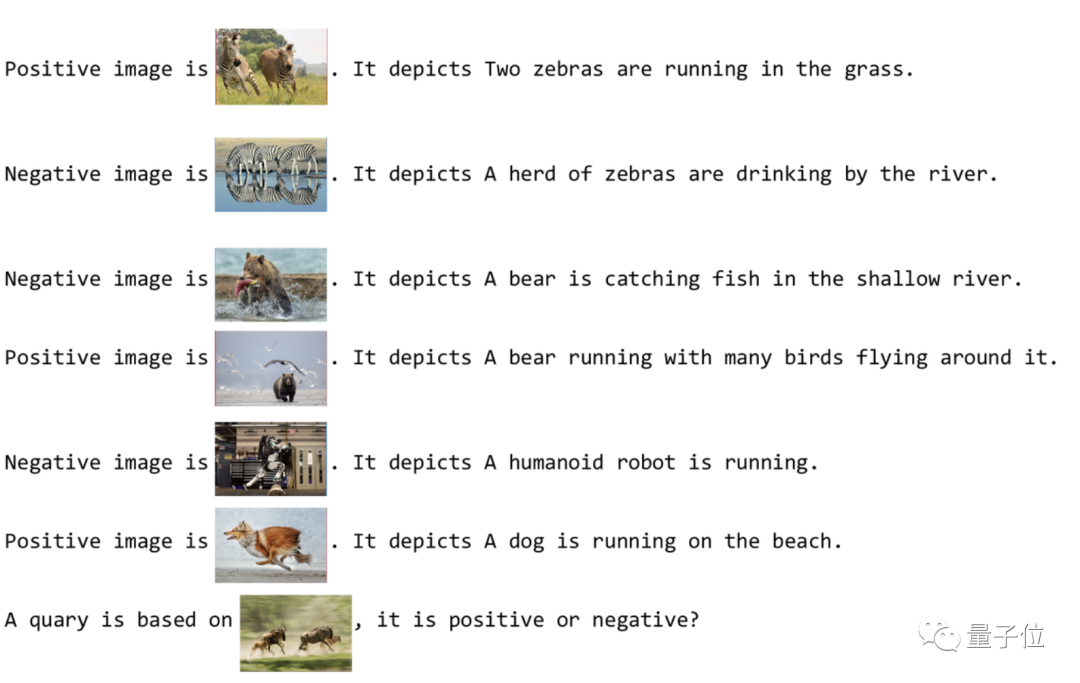 Positive image is . It depicts Two zebras are running in the grass.
Negative image is . It depicts A herd of zebras are drinking by the river.
Negative image is . It depicts A bear is catching fish in the shallow river.
Positive image is . It depicts A bear running with many birds flying around it.
Negative image is . It depicts A humanoid robot is running.
Positive image is . It depicts A dog is running on the beach.
A quary is based on , it is positive or negative?
量子位